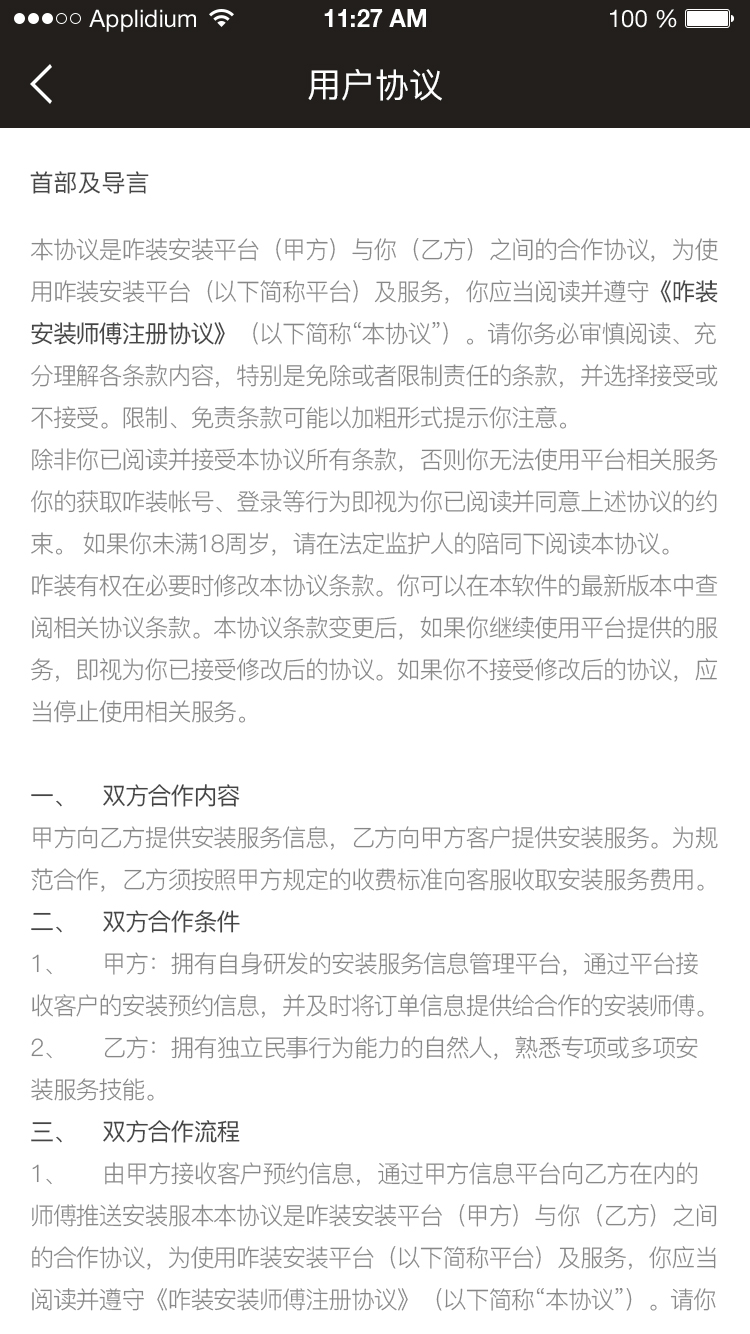 Applidium 11:27 AM 100 %
用户协议
首部及导言
本协议是咋装安装平台（甲方）与你（乙方）之间的合作协议，为使
用咋装安装平台（以下简称平台）及服务，你应当阅读并遵守《咋装
安装师傅注册协议》（以下简称“本协议”）。请你务必审慎阅读、充
分理解各条款内容，特别是免除或者限制责任的条款，并选择接受或
不接受。限制、免责条款可能以加粗形式提示你注意。
除非你已阅读并接受本协议所有条款，否则你无法使用平台相关服务
你的获取咋装帐号、登录等行为即视为你已阅读并同意上述协议的约
束。 如果你未满18周岁，请在法定监护人的陪同下阅读本协议。
咋装有权在必要时修改本协议条款。你可以在本软件的最新版本中查
阅相关协议条款。本协议条款变更后，如果你继续使用平台提供的服
务，即视为你已接受修改后的协议。如果你不接受修改后的协议，应
当停止使用相关服务。
一、 双方合作内容
甲方向乙方提供安装服务信息，乙方向甲方客户提供安装服务。为规
范合作，乙方须按照甲方规定的收费标准向客服收取安装服务费用。
二、 双方合作条件
1、 甲方：拥有自身研发的安装服务信息管理平台，通过平台接
收客户的安装预约信息，并及时将订单信息提供给合作的安装师傅。
2、 乙方：拥有独立民事行为能力的自然人，熟悉专项或多项安
装服务技能。
三、 双方合作流程
1、 由甲方接收客户预约信息，通过甲方信息平台向乙方在内的
师傅推送安装服本本协议是咋装安装平台（甲方）与你（乙方）之间
的合作协议，为使用咋装安装平台（以下简称平台）及服务，你应当
阅读并遵守《咋装安装师傅注册协议》（以下简称“本协议”）。请你